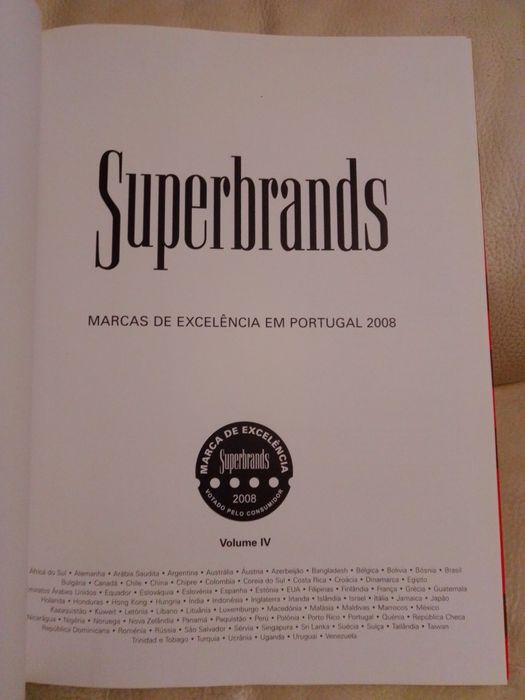 Superbrands
MARCAS DE EXCELÊNCIA EM PORTUGAL 2008
MARCA DE EXCELÊNCIA
Superbrands
2008
VOTADO PELO CONSUMIDOR
Volume IV
África do Sul • Alemanha • Arábia Saudita • Argentina • Austrália • Áustria • Azerbeijão • Bangladesh • Bélgica • Bolivia • Bósnia • Brasil
Bulgária • Canadá • Chile • China • Chipre • Colombia • Coreia do Sul • Costa Rica • Croácia • Dinamarca • Egipto
Árabes Unidos • Equador • Eslováquia • Eslovénia • Espanha • Estónia • EUA • Filipinas • Finlândia • França • Grécia • Guatemala
Holanda • Honduras • Hong Kong • Hungria • Índia • Indonésia • Inglaterra • Irlanda • Islândia • Israel • Itália • Jamaica • Japão
Kazaquistão • Kuwait • Letónia • Líbano • Lituânia • Luxemburgo • Macedónia • Malásia • Maldivas • Marrocos • México
Nicarágua • Nigéria • Noruega • Nova Zelândia • Panamá • Paquistão • Perú • Polónia • Porto Rico • Portugal • Quénia • República Checa
República Dominicana • Roménia • Rússia • São Salvador • Sérvia • Singapura • Sri Lanka • Suécia • Suíça • Tailândia • Taiwan
Trinidad e Tobago • Turquia • Ucrânia • Uganda • Uruguai • Venezuela